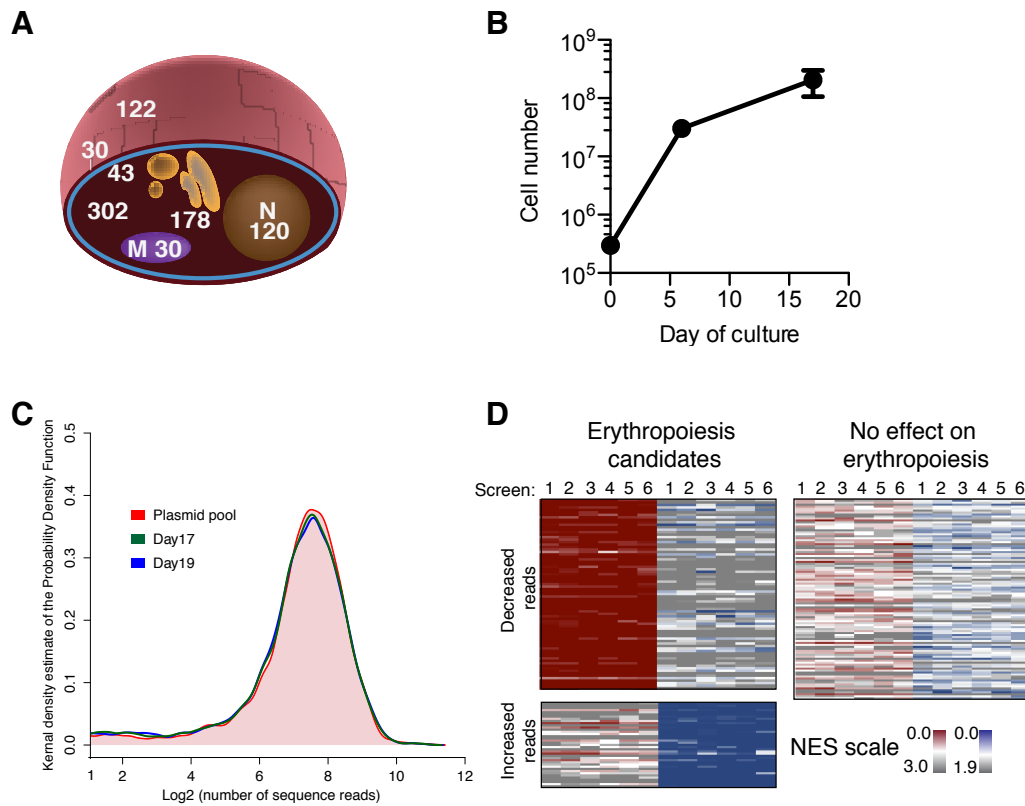 A
122
30
43
302
178
N
120
M 30
B
Cell number
10^9
10^8
10^7
10^6
10^5
0 5 10 15 20
Day of culture
C
Kernal density estimate of the Probability Density Function
0.5
0.4
0.3
0.2
0.1
0.0
Plasmid pool
Day17
Day19
1 2 4 6 8 10 12
Log2 (number of sequence reads)
D
Erythropoiesis
candidates
No effect on
erythropoiesis
Screen: 1 2 3 4 5 6 1 2 3 4 5 6
1 2 3 4 5 6 1 2 3 4 5 6
Decreased
reads
Increased
reads
NES scale
0.0 0.0
3.0 1.9